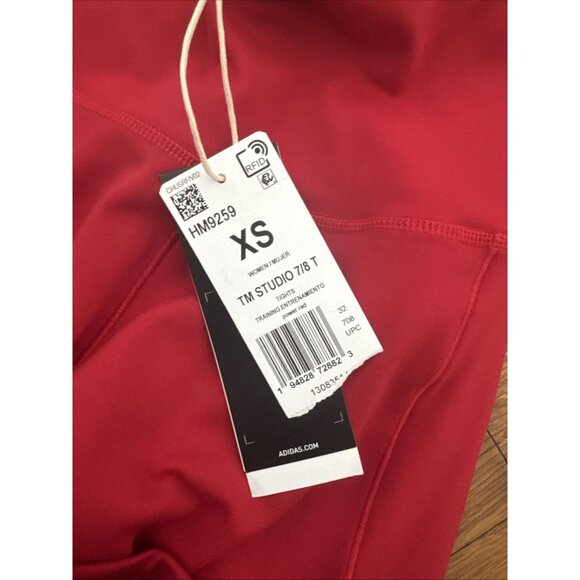 CHUSRFIV02
RFID
HM9259
XS
WOMEN / MUJER
TM STUDIO 7/8 T
TIGHTS
TRAINING ENTRENAMIENTO
power red
32
708
UPC
1 94828 72882 3
ADIDAS.COM